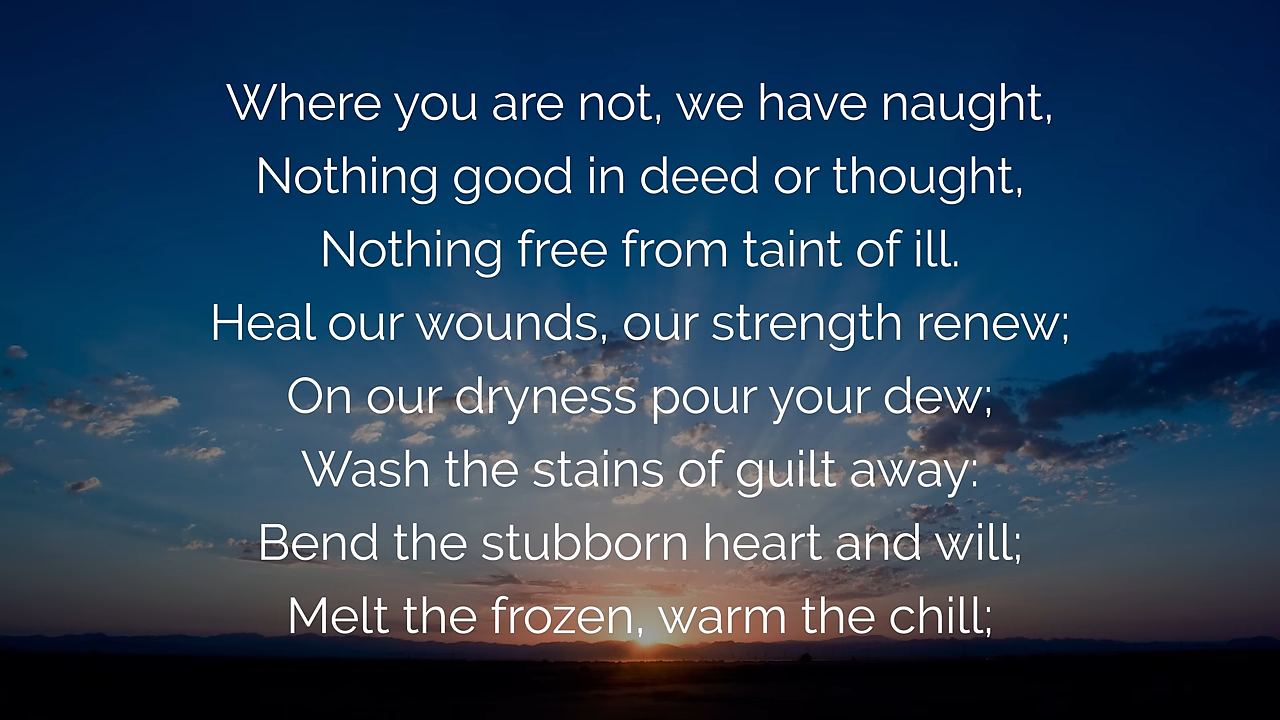 Where you are not, we have naught,
Nothing good in deed or thought,
Nothing free from taint of ill.
Heal our wounds, our strength renew;
On our dryness pour your dew;
Wash the stains of guilt away:
Bend the stubborn heart and will;
Melt the frozen, warm the chill;